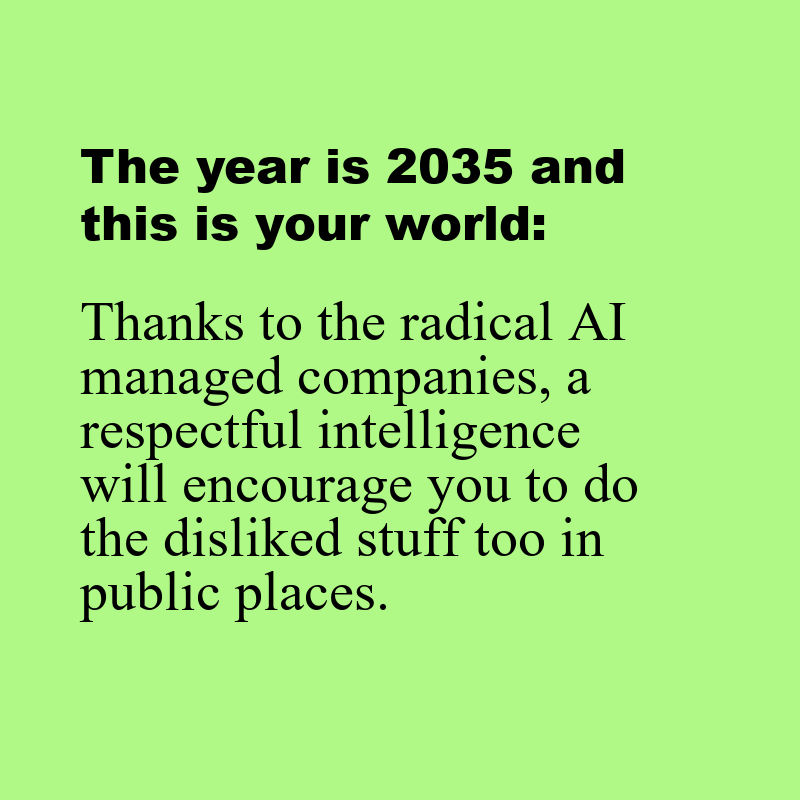 The year is 2035 and
this is your world:
Thanks to the radical AI
managed companies, a
respectful intelligence
will encourage you to do
the disliked stuff too in
public places.